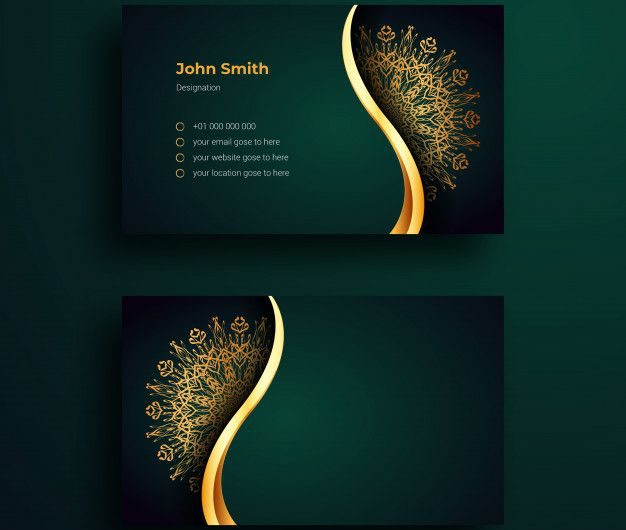 John Smith
Designation
+01 000 000 000
your email gose to here
your website gose to here
your location gose to here